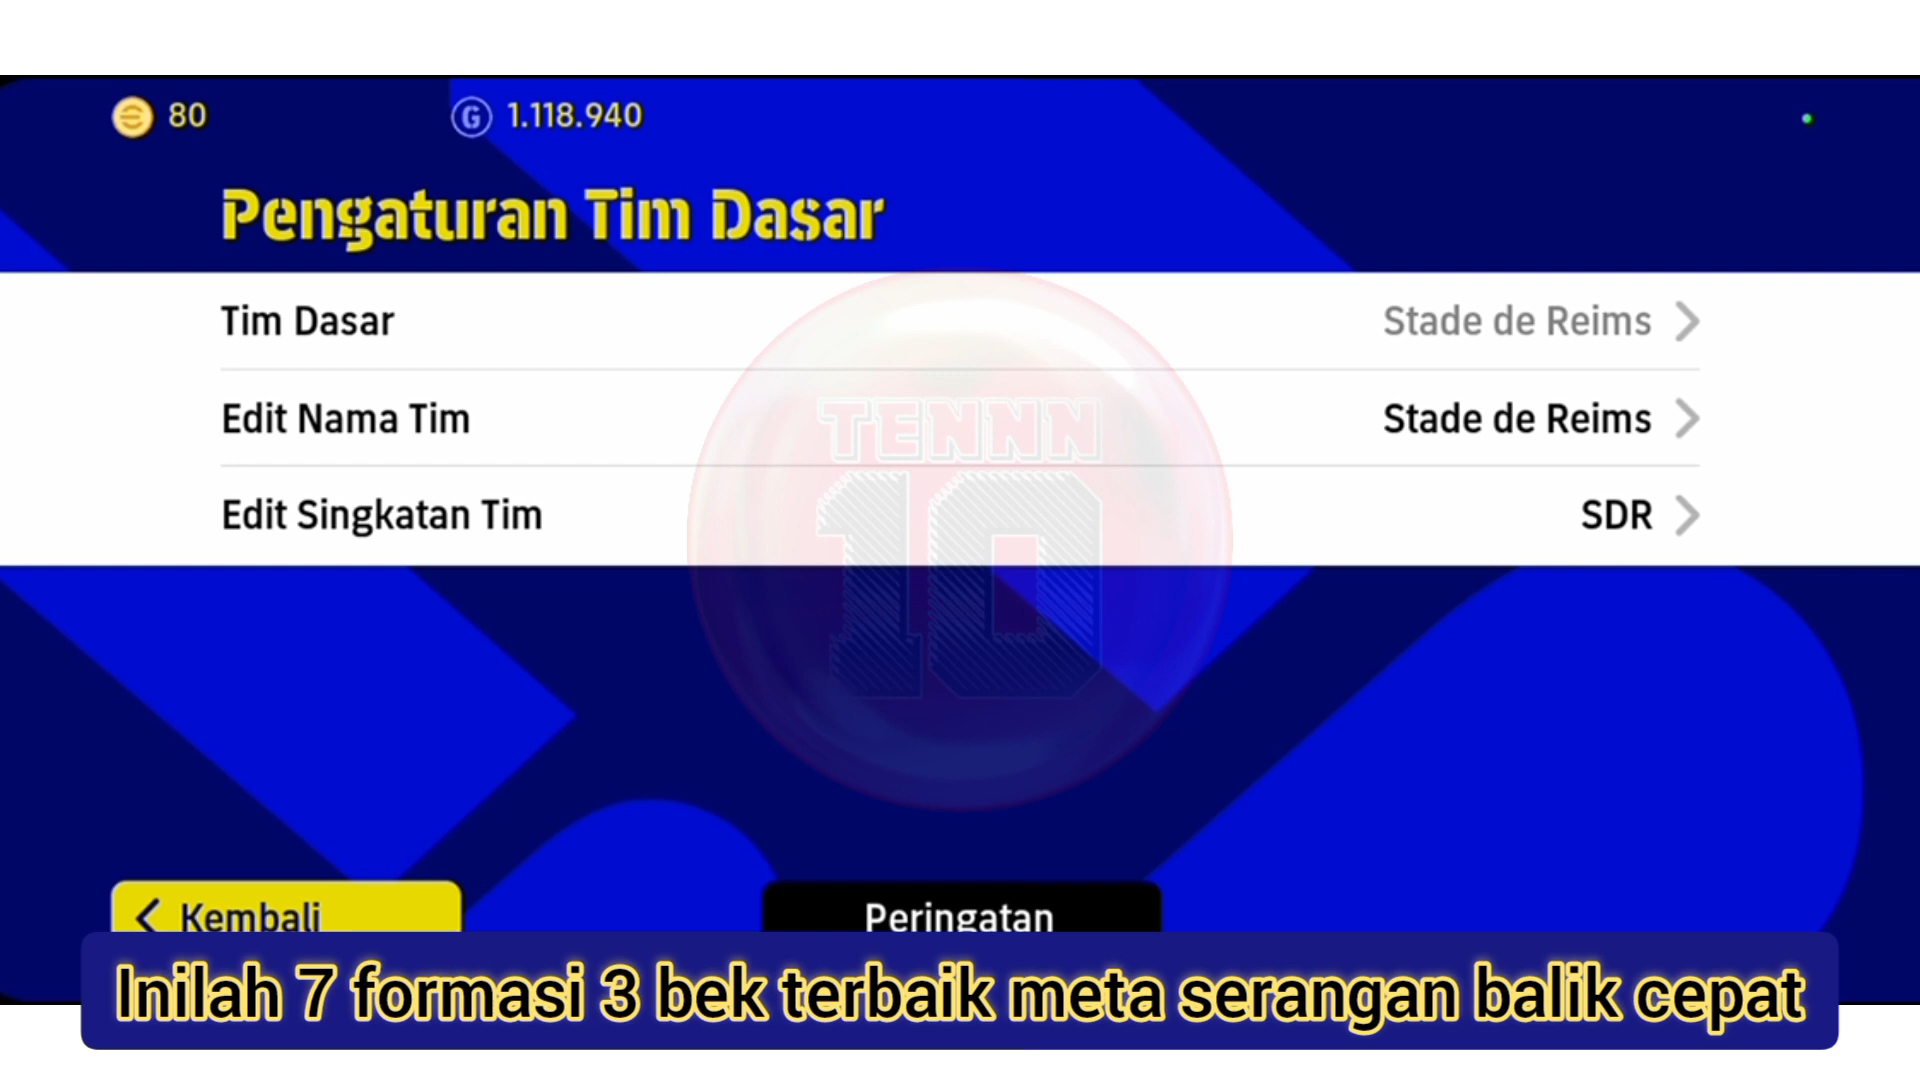 80
1.118.940
Pengaturan Tim Dasar
Tim Dasar
Stade de Reims
Edit Nama Tim
Stade de Reims
Edit Singkatan Tim
SDR
TENNN
10
Kembali
Peringatan
Inilah 7 formasi 3 bek terbaik meta serangan balik cepat